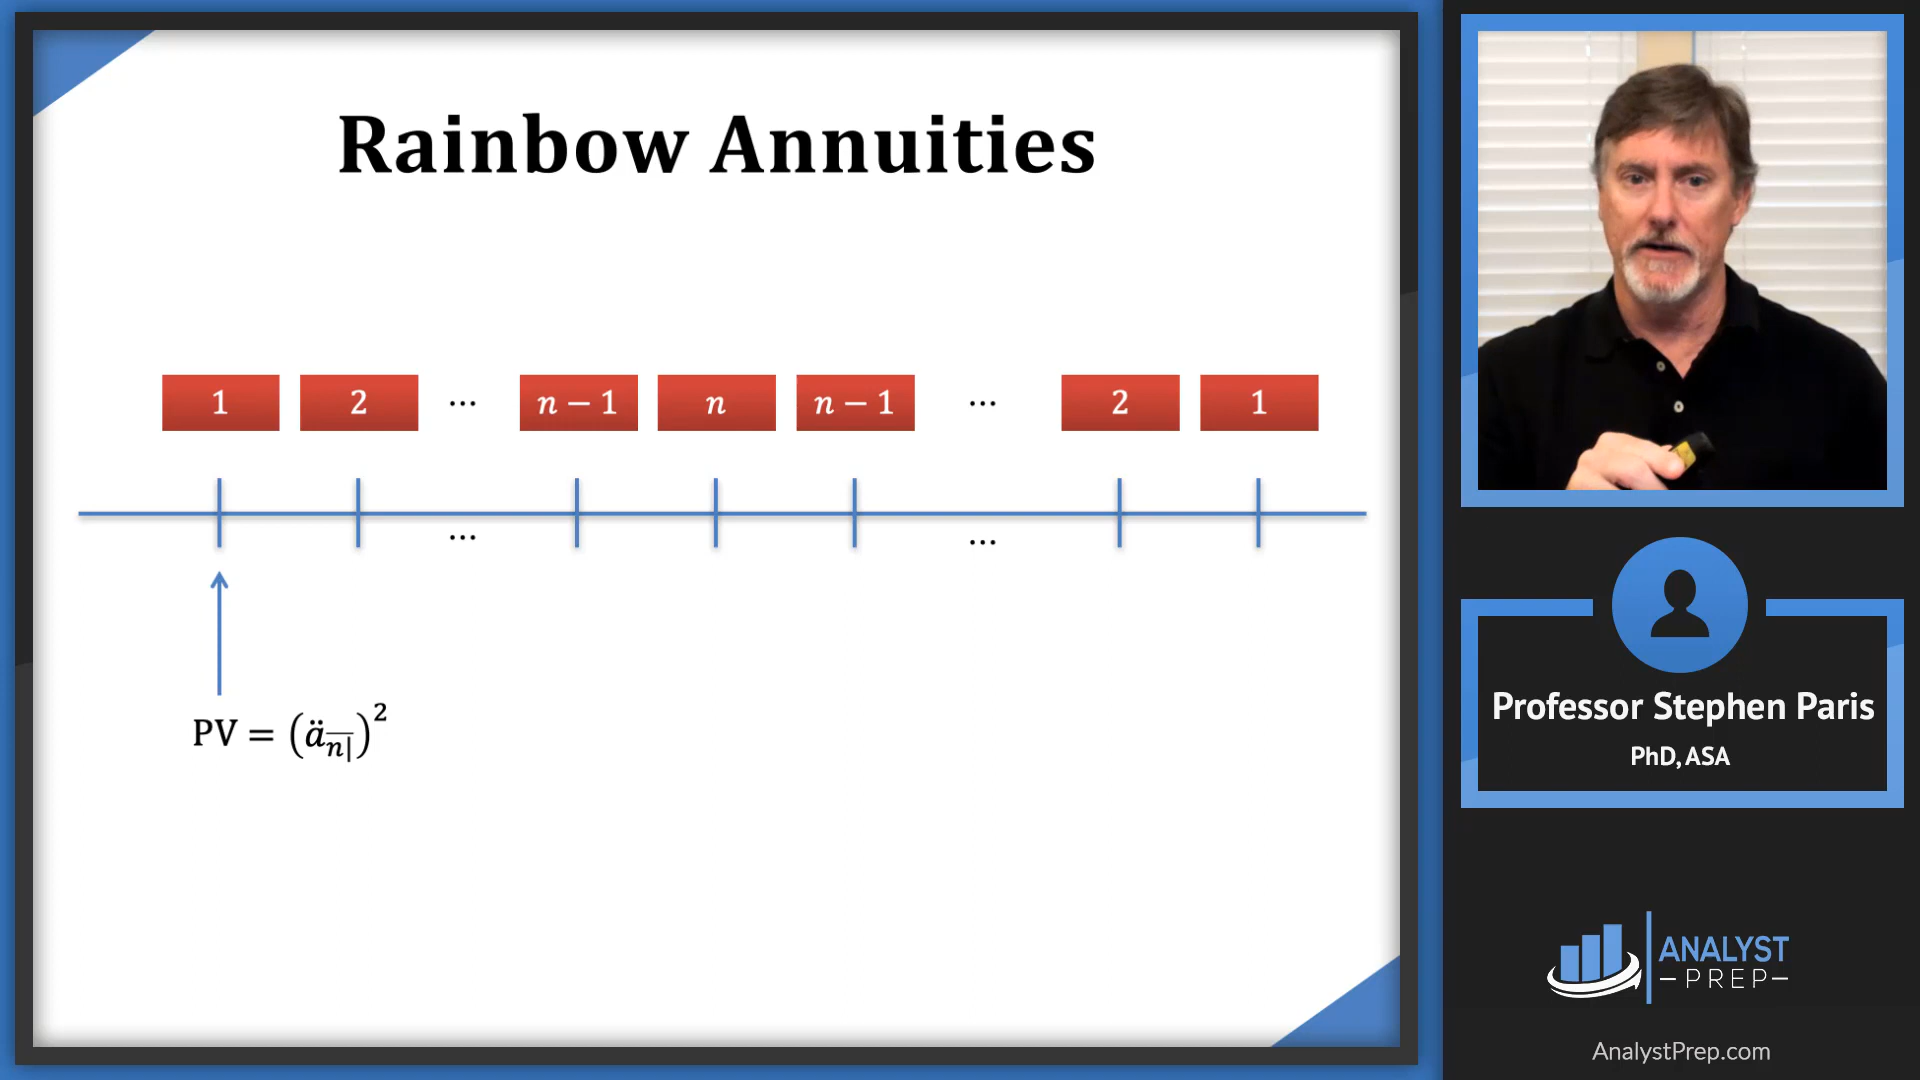 Rainbow Annuities
1 2 ... n − 1 n n − 1 ... 2 1
... ...
PV = (ä_n|)²
Professor Stephen Paris
PhD, ASA
ANALYST
PREP
AnalystPrep.com